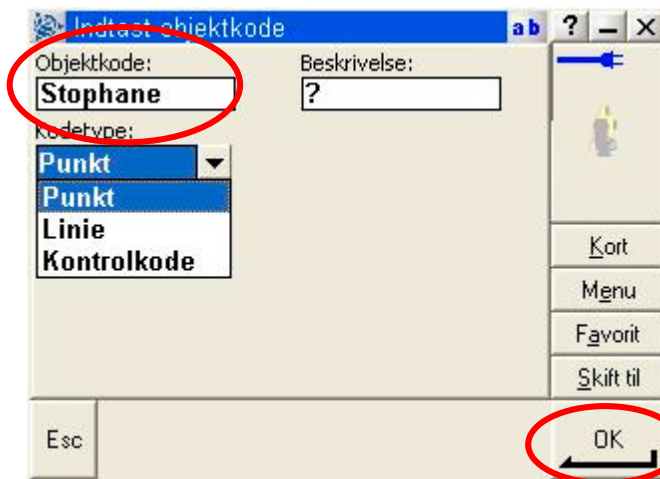 Indtast objektkode ab ? – X
Objektkode: Beskrivelse:
Stophane ?
Kodetype:
Punkt
Punkt
Linie
Kontrolkode
Kort
Menu
Favorit
Skift til
Esc OK